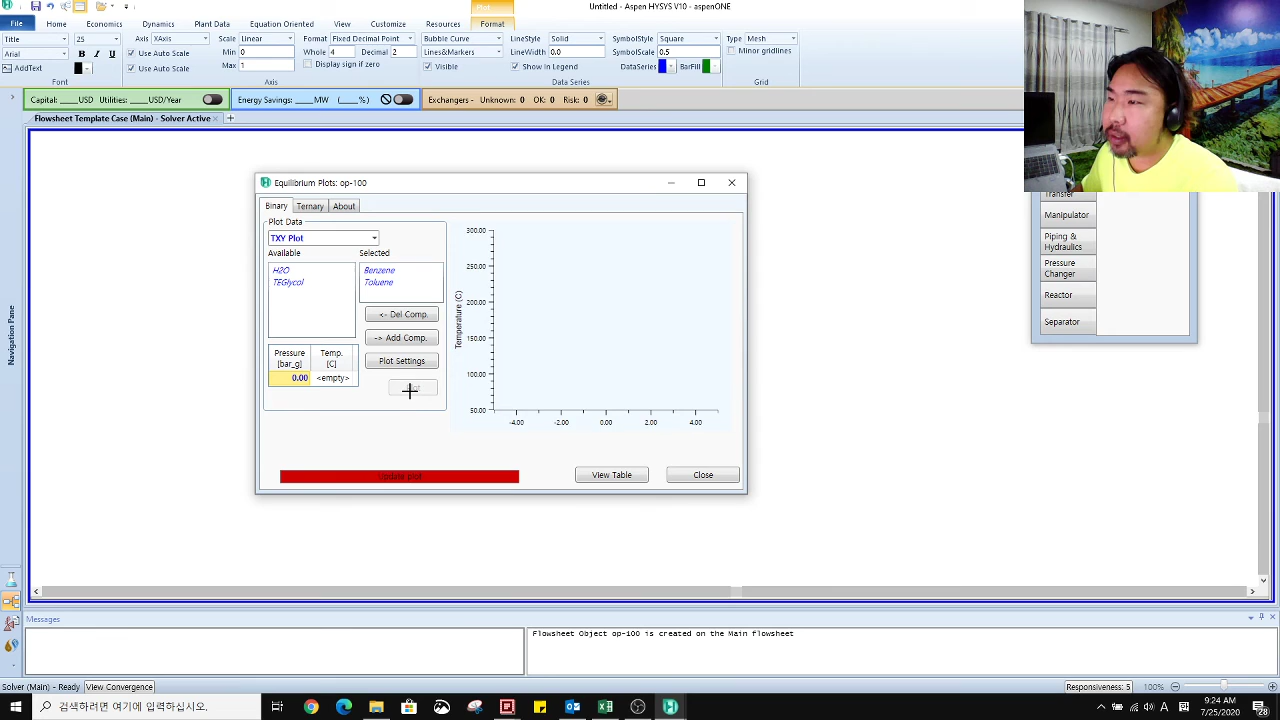 Plot
Untitled - Aspen HYSYS V10 - aspenONE
File Home Economics Dynamics Plant Data Equation Oriented View Customize Resources Format
Title 25 Axis XAxis Scale Linear Format Fixed Decimal Point Bubble Curve LineStyle Solid SymbolStyle Square Type Mesh
Arial B I U Use Auto Scale Min 0 Whole 4 Decimal 2 Lines&Markers LineWidth 0.0 SymbolScale 0.5 Minor gridlines
AddText Use Auto Scale Max 1 Display sign if zero Visible Show In Legend DataSeries BarFill
Font Axis Data Series Grid
Capital: ____USD Utilities: ____USD/Year Energy Savings: ____MW (____%) Exchangers - Unknown: 0 OK: 0 Risk: 0
Flowsheet Template Case (Main) - Solver Active
Navigation Pane
Equilibrium Plots: op-100
Binary Ternary About
Plot Data
TXY Plot
Available Selected
H2O
TEGlycol
Benzene
Toluene
<- Del Comp.
-> Add Comp.
Plot Settings
Pressure Temp.
[bar_g] [C]
0.00 <empty>
300.00
250.00
200.00
150.00
100.00
50.00
Temperature (C)
-4.00 -2.00 0.00 2.00 4.00
Update plot
View Table Close
Manipulator
Piping &
Hydraulics
Pressure
Changer
Reactor
Separator
Messages
Flowsheet Object op-100 is created on the Main flowsheet
Solver (Main) - Ready View Convergence Responsiveness: 5 100%
검색하려면 여기에 입력하십시오.
A
9:24 AM
7/25/2020
28